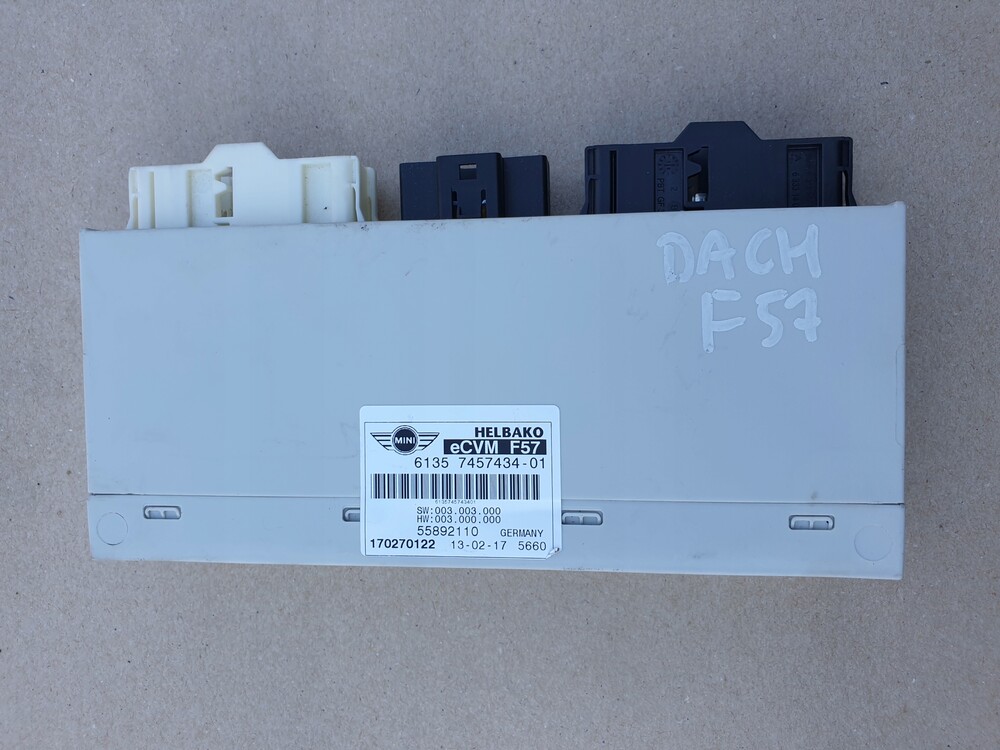 DACH
F57
MINI
HELBAKO
eCVM F57
6135 7457434-01
6135745743401
SW:003.003.000
HW:003.000.000
55892110 GERMANY
170270122 13-02-17 5660